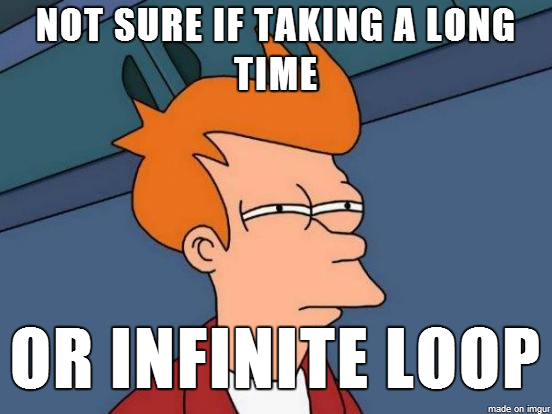 NOT SURE IF TAKING A LONG
TIME
OR INFINITE LOOP
made on imgur